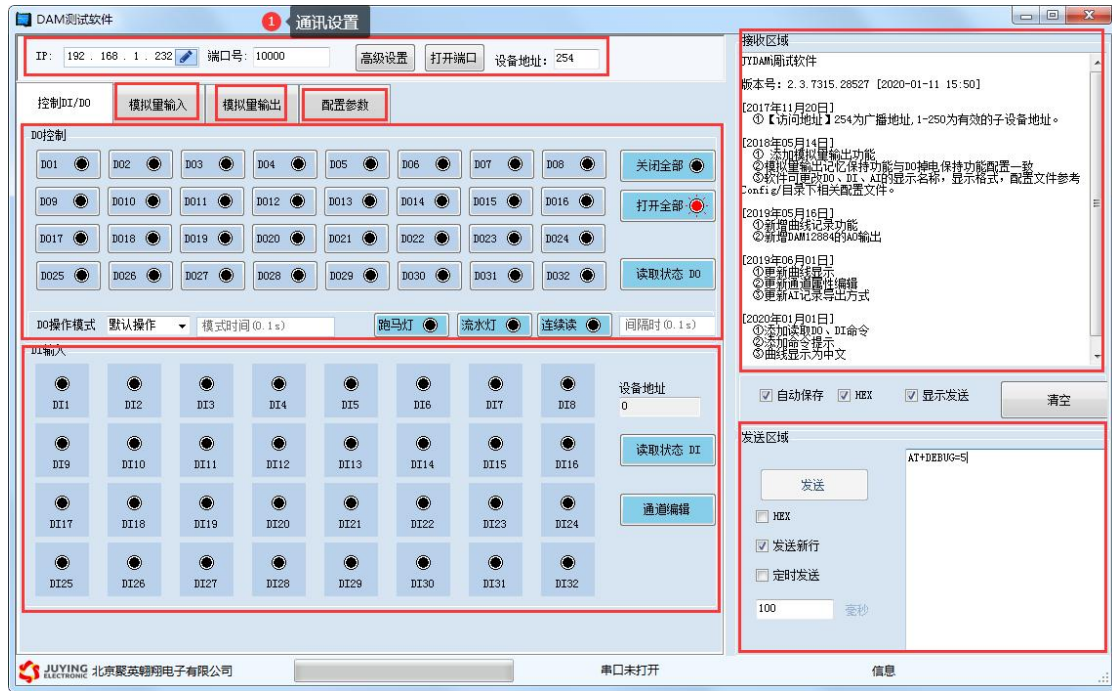 DAM测试软件
1 通讯设置
IP: 192 . 168 . 1 . 232 端口号: 10000 高级设置 打开端口 设备地址: 254
控制DI/DO 模拟量输入 模拟量输出 配置参数
DO控制
DO1 DO2 DO3 DO4 DO5 DO6 DO7 DO8 关闭全部
DO9 DO10 DO11 DO12 DO13 DO14 DO15 DO16 打开全部
DO17 DO18 DO19 DO20 DO21 DO22 DO23 DO24
DO25 DO26 DO27 DO28 DO29 DO30 DO31 DO32 读取状态 DO
DO操作模式 默认操作 模式时间(0.1s) 跑马灯 流水灯 连续读 间隔时(0.1s)
DI输入
DI1 DI2 DI3 DI4 DI5 DI6 DI7 DI8
设备地址
0
DI9 DI10 DI11 DI12 DI13 DI14 DI15 DI16
读取状态 DI
DI17 DI18 DI19 DI20 DI21 DI22 DI23 DI24
通道编辑
DI25 DI26 DI27 DI28 DI29 DI30 DI31 DI32
接收区域
JYDAM调试软件
版本号: 2.3.7315.28527 [2020-01-11 15:50]
[2017年11月20日]
①【访问地址】254为广播地址,1-250为有效的子设备地址。
[2018年05月14日]
① 添加模拟量输出功能
②模拟量输出记忆保持功能与DO掉电保持功能配置一致
③软件可更改DO、DI、AI的显示名称，显示格式，配置文件参考
Config/目录下相关配置文件。
[2019年05月16日]
①新增曲线记录功能
②新增DAM12884的AO输出
[2019年06月01日]
①更新曲线显示
②更新通道属性编辑
③更新AI记录导出方式
[2020年01月01日]
①添加读取DO、DI命令
②添加命令提示
③曲线显示为中文
自动保存 HEX 显示发送 清空
发送区域
AT+DEBUG=5
发送
HEX
发送新行
定时发送
100 毫秒
JUYING ELECTRONIC 北京聚英翱翔电子有限公司 串口未打开 信息